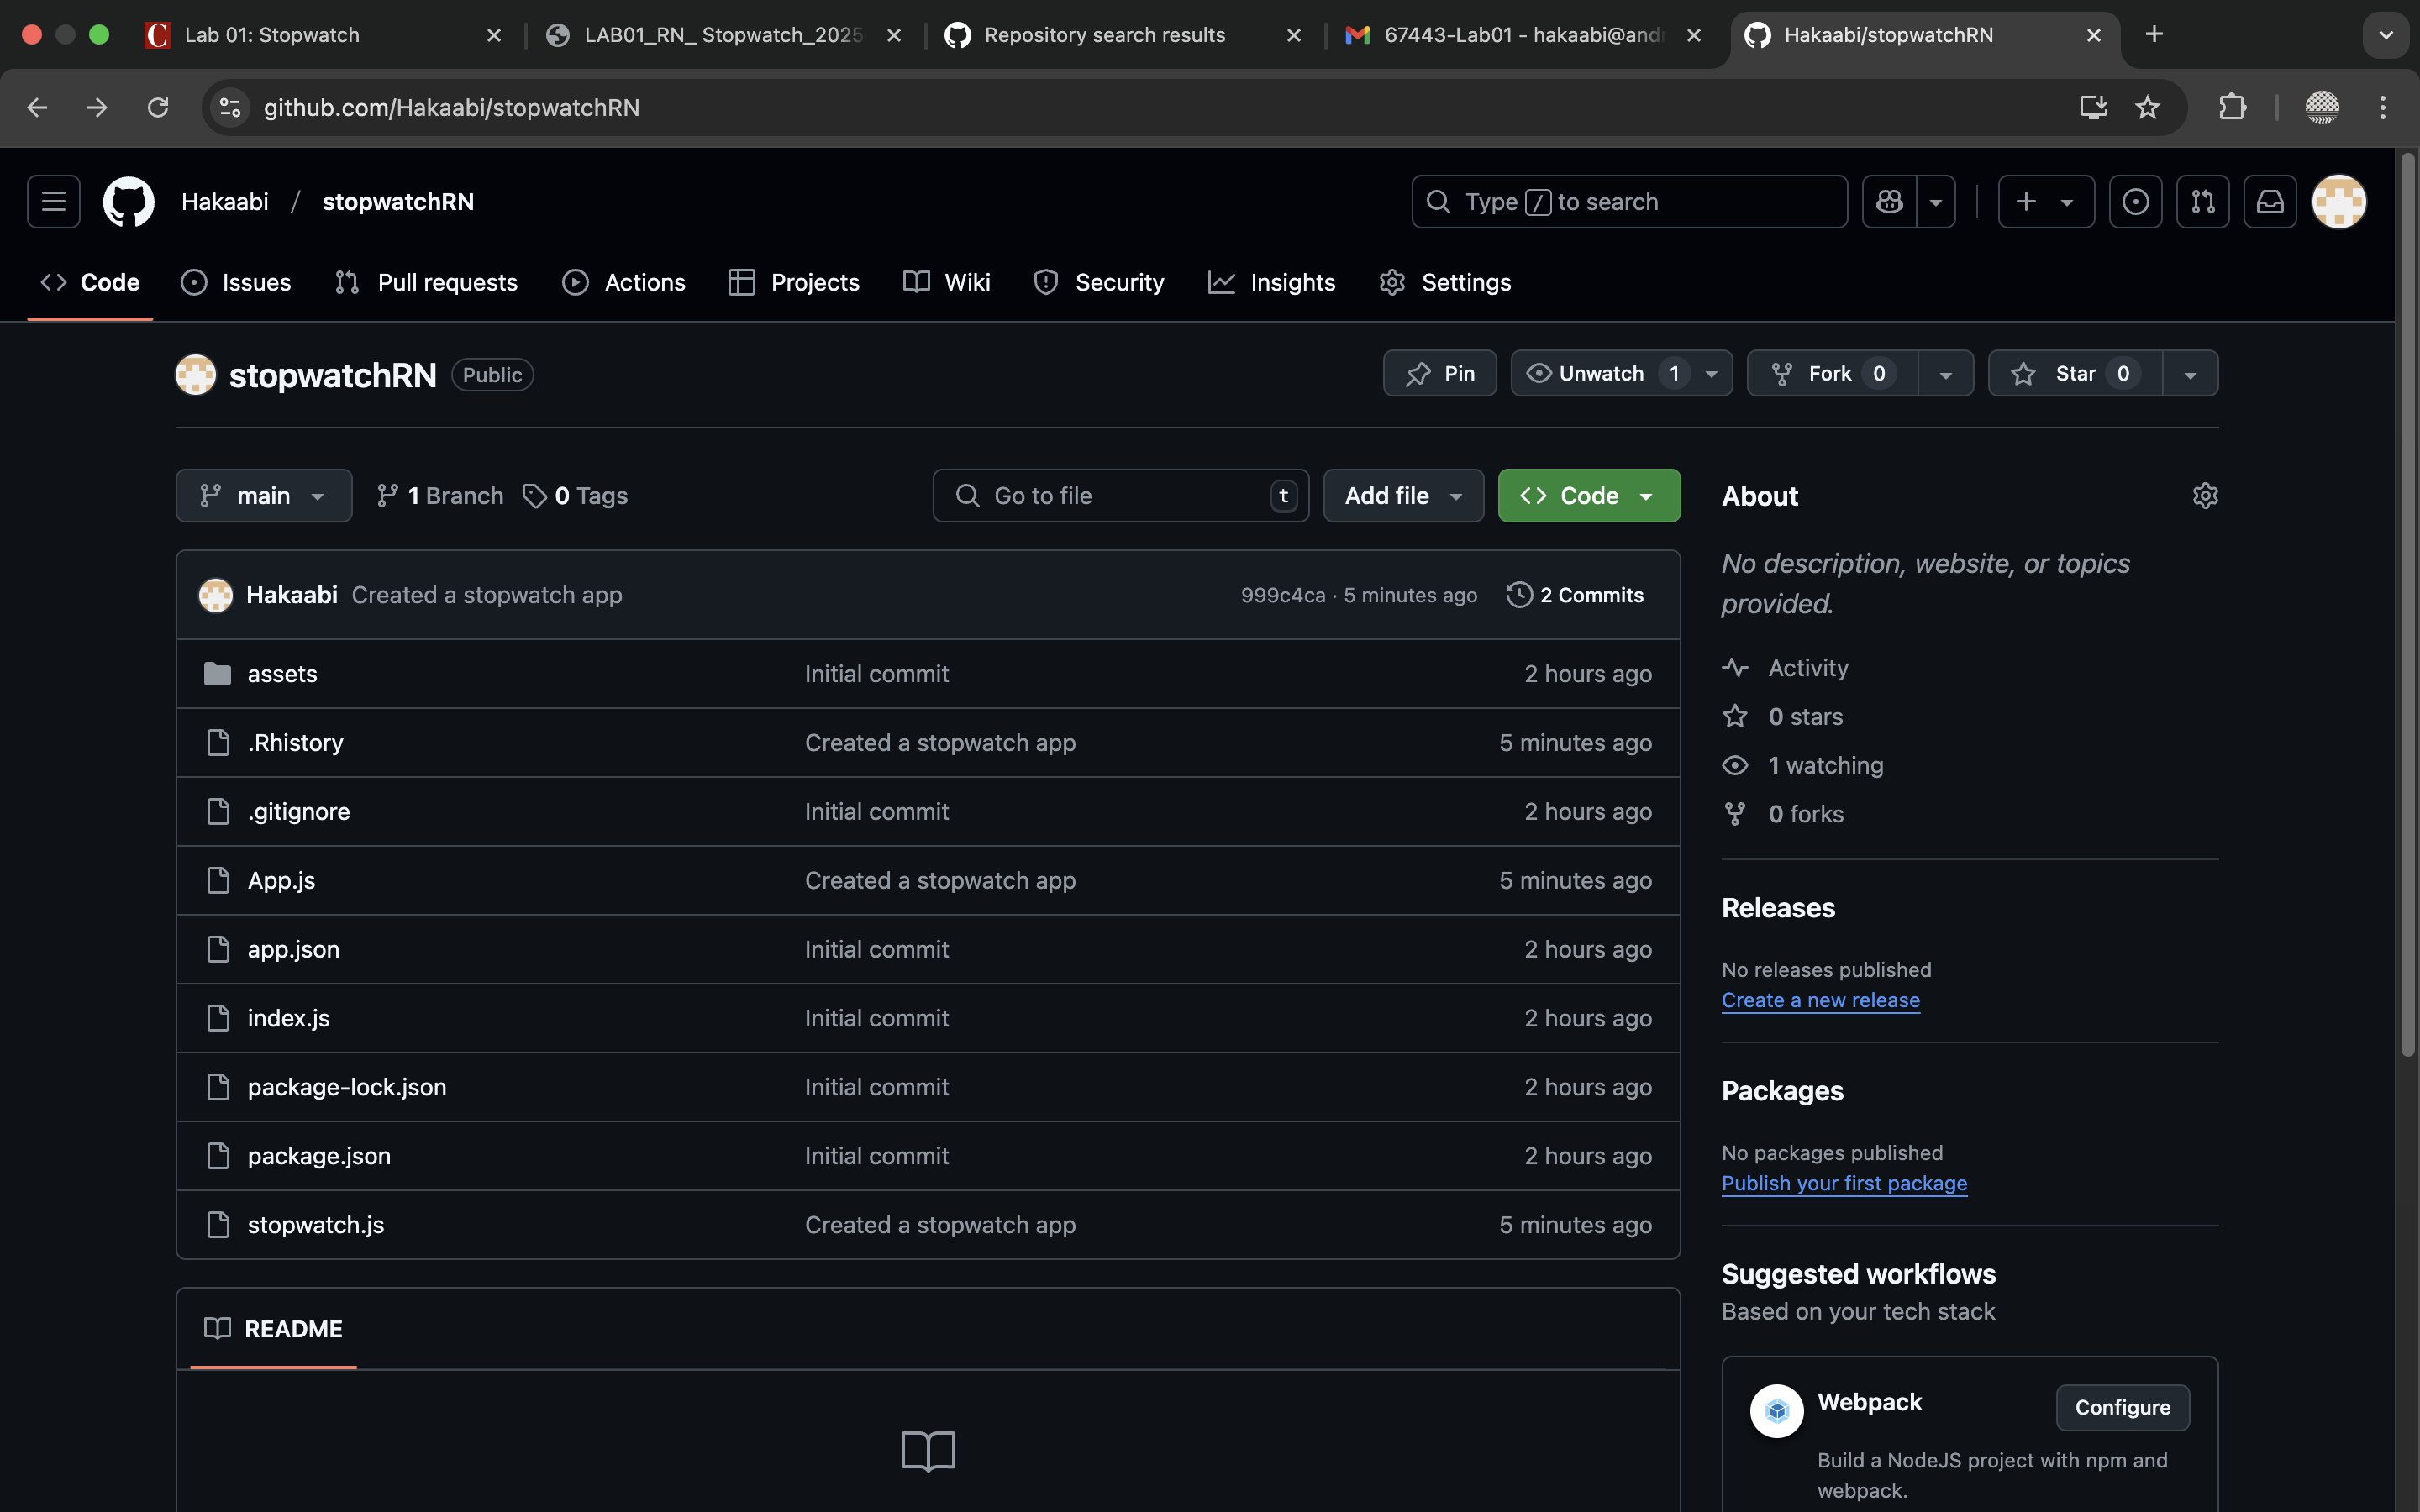 Lab 01: Stopwatch
LAB01_RN_ Stopwatch_2025
Repository search results
67443-Lab01 - hakaabi@andr
Hakaabi/stopwatchRN
github.com/Hakaabi/stopwatchRN
Hakaabi / stopwatchRN
Type / to search
Code
Issues
Pull requests
Actions
Projects
Wiki
Security
Insights
Settings
stopwatchRN
Public
Pin
Unwatch 1
Fork 0
Star 0
main
1 Branch
0 Tags
Go to file
t
Add file
Code
Hakaabi Created a stopwatch app 999c4ca · 5 minutes ago 2 Commits
assets Initial commit 2 hours ago
.Rhistory Created a stopwatch app 5 minutes ago
.gitignore Initial commit 2 hours ago
App.js Created a stopwatch app 5 minutes ago
app.json Initial commit 2 hours ago
index.js Initial commit 2 hours ago
package-lock.json Initial commit 2 hours ago
package.json Initial commit 2 hours ago
stopwatch.js Created a stopwatch app 5 minutes ago
README
About
No description, website, or topics
provided.
Activity
0 stars
1 watching
0 forks
Releases
No releases published
Create a new release
Packages
No packages published
Publish your first package
Suggested workflows
Based on your tech stack
Webpack
Configure
Build a NodeJS project with npm and
webpack.